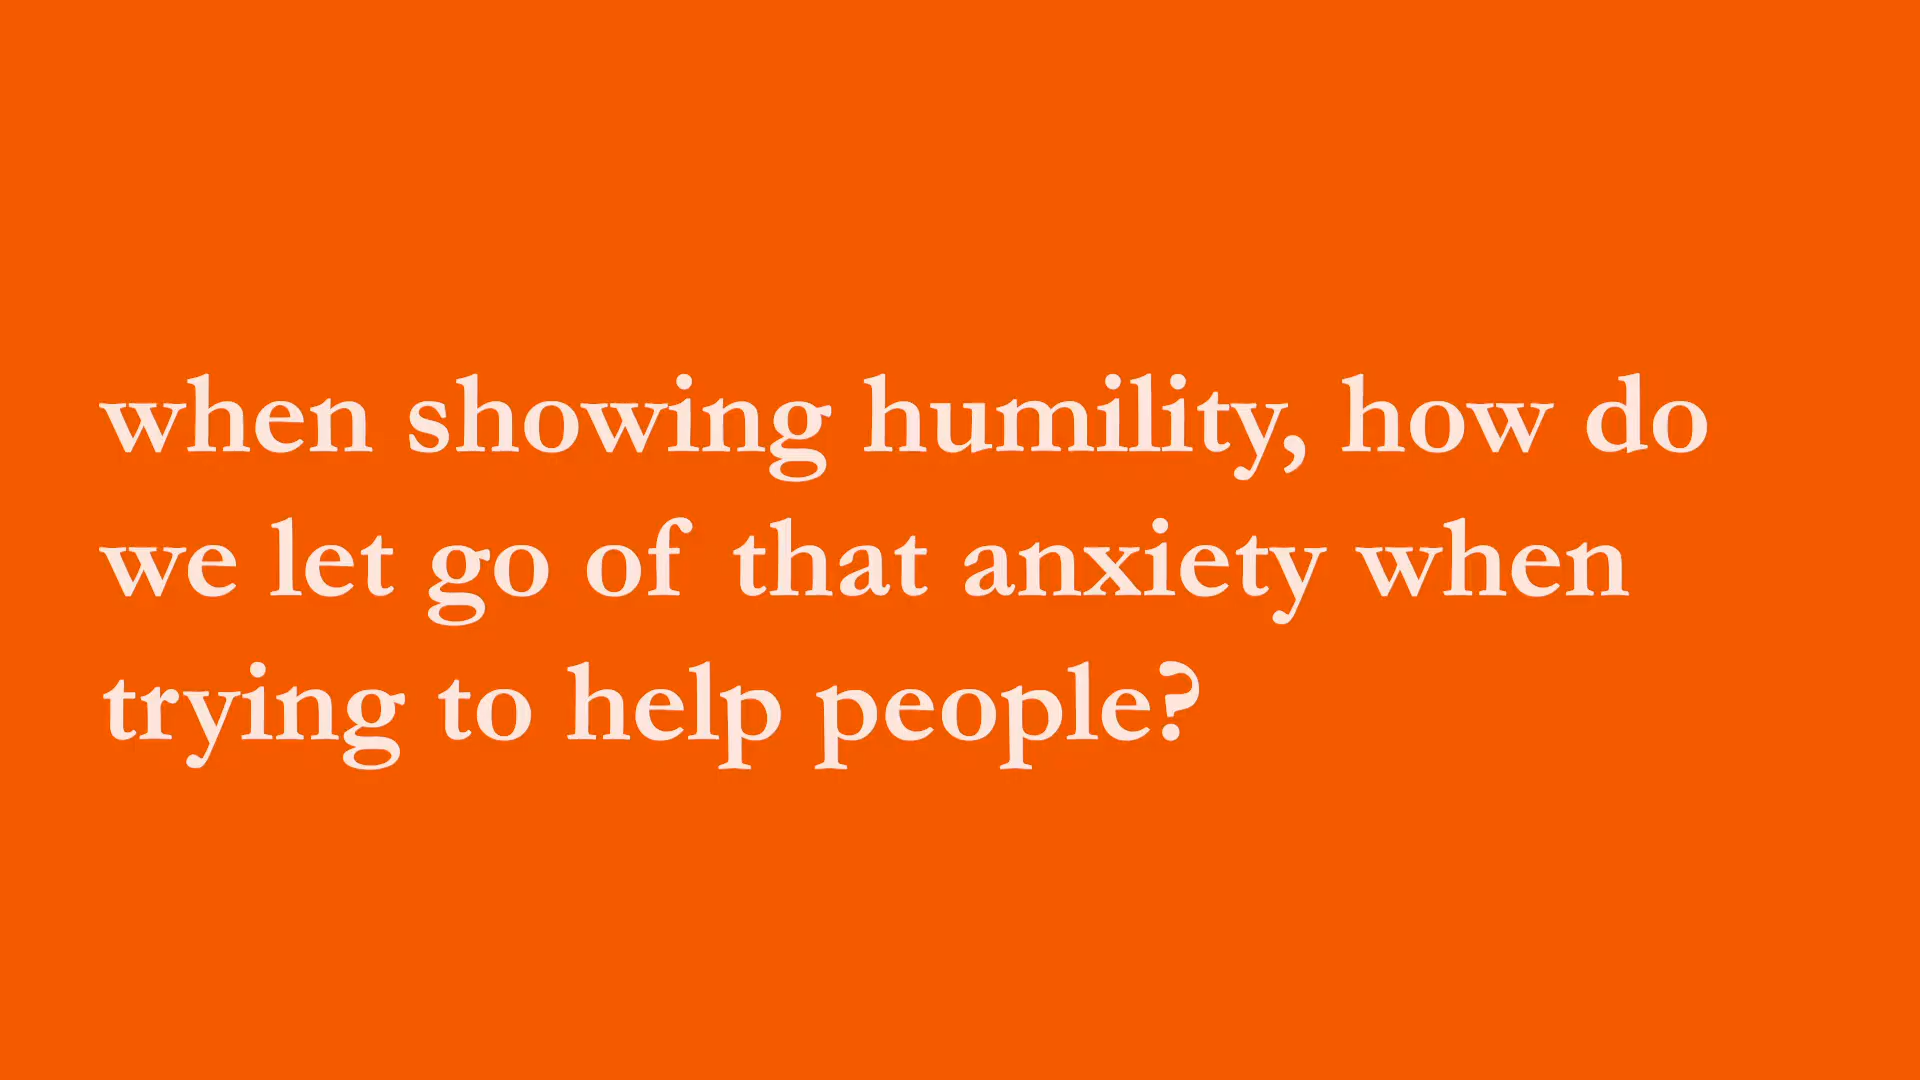 when showing humility, how do
we let go of that anxiety when
trying to help people?